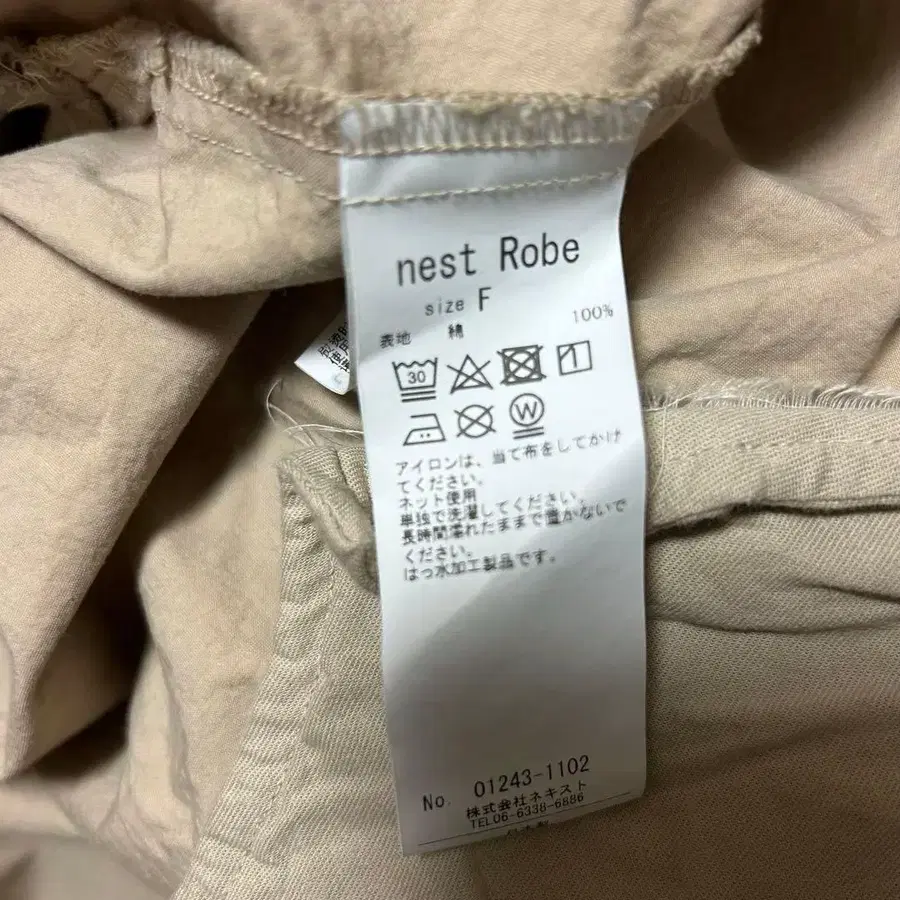 nest Robe
size F
表地 綿 100%
30
W
アイロンは、当て布をしてかけ
てください。
ネット使用
単独で洗濯してください。
長時間濡れたままで置かないで
ください。
はっ水加工製品です。
No. 01243-1102
株式会社ネキスト
TEL06-6338-6886